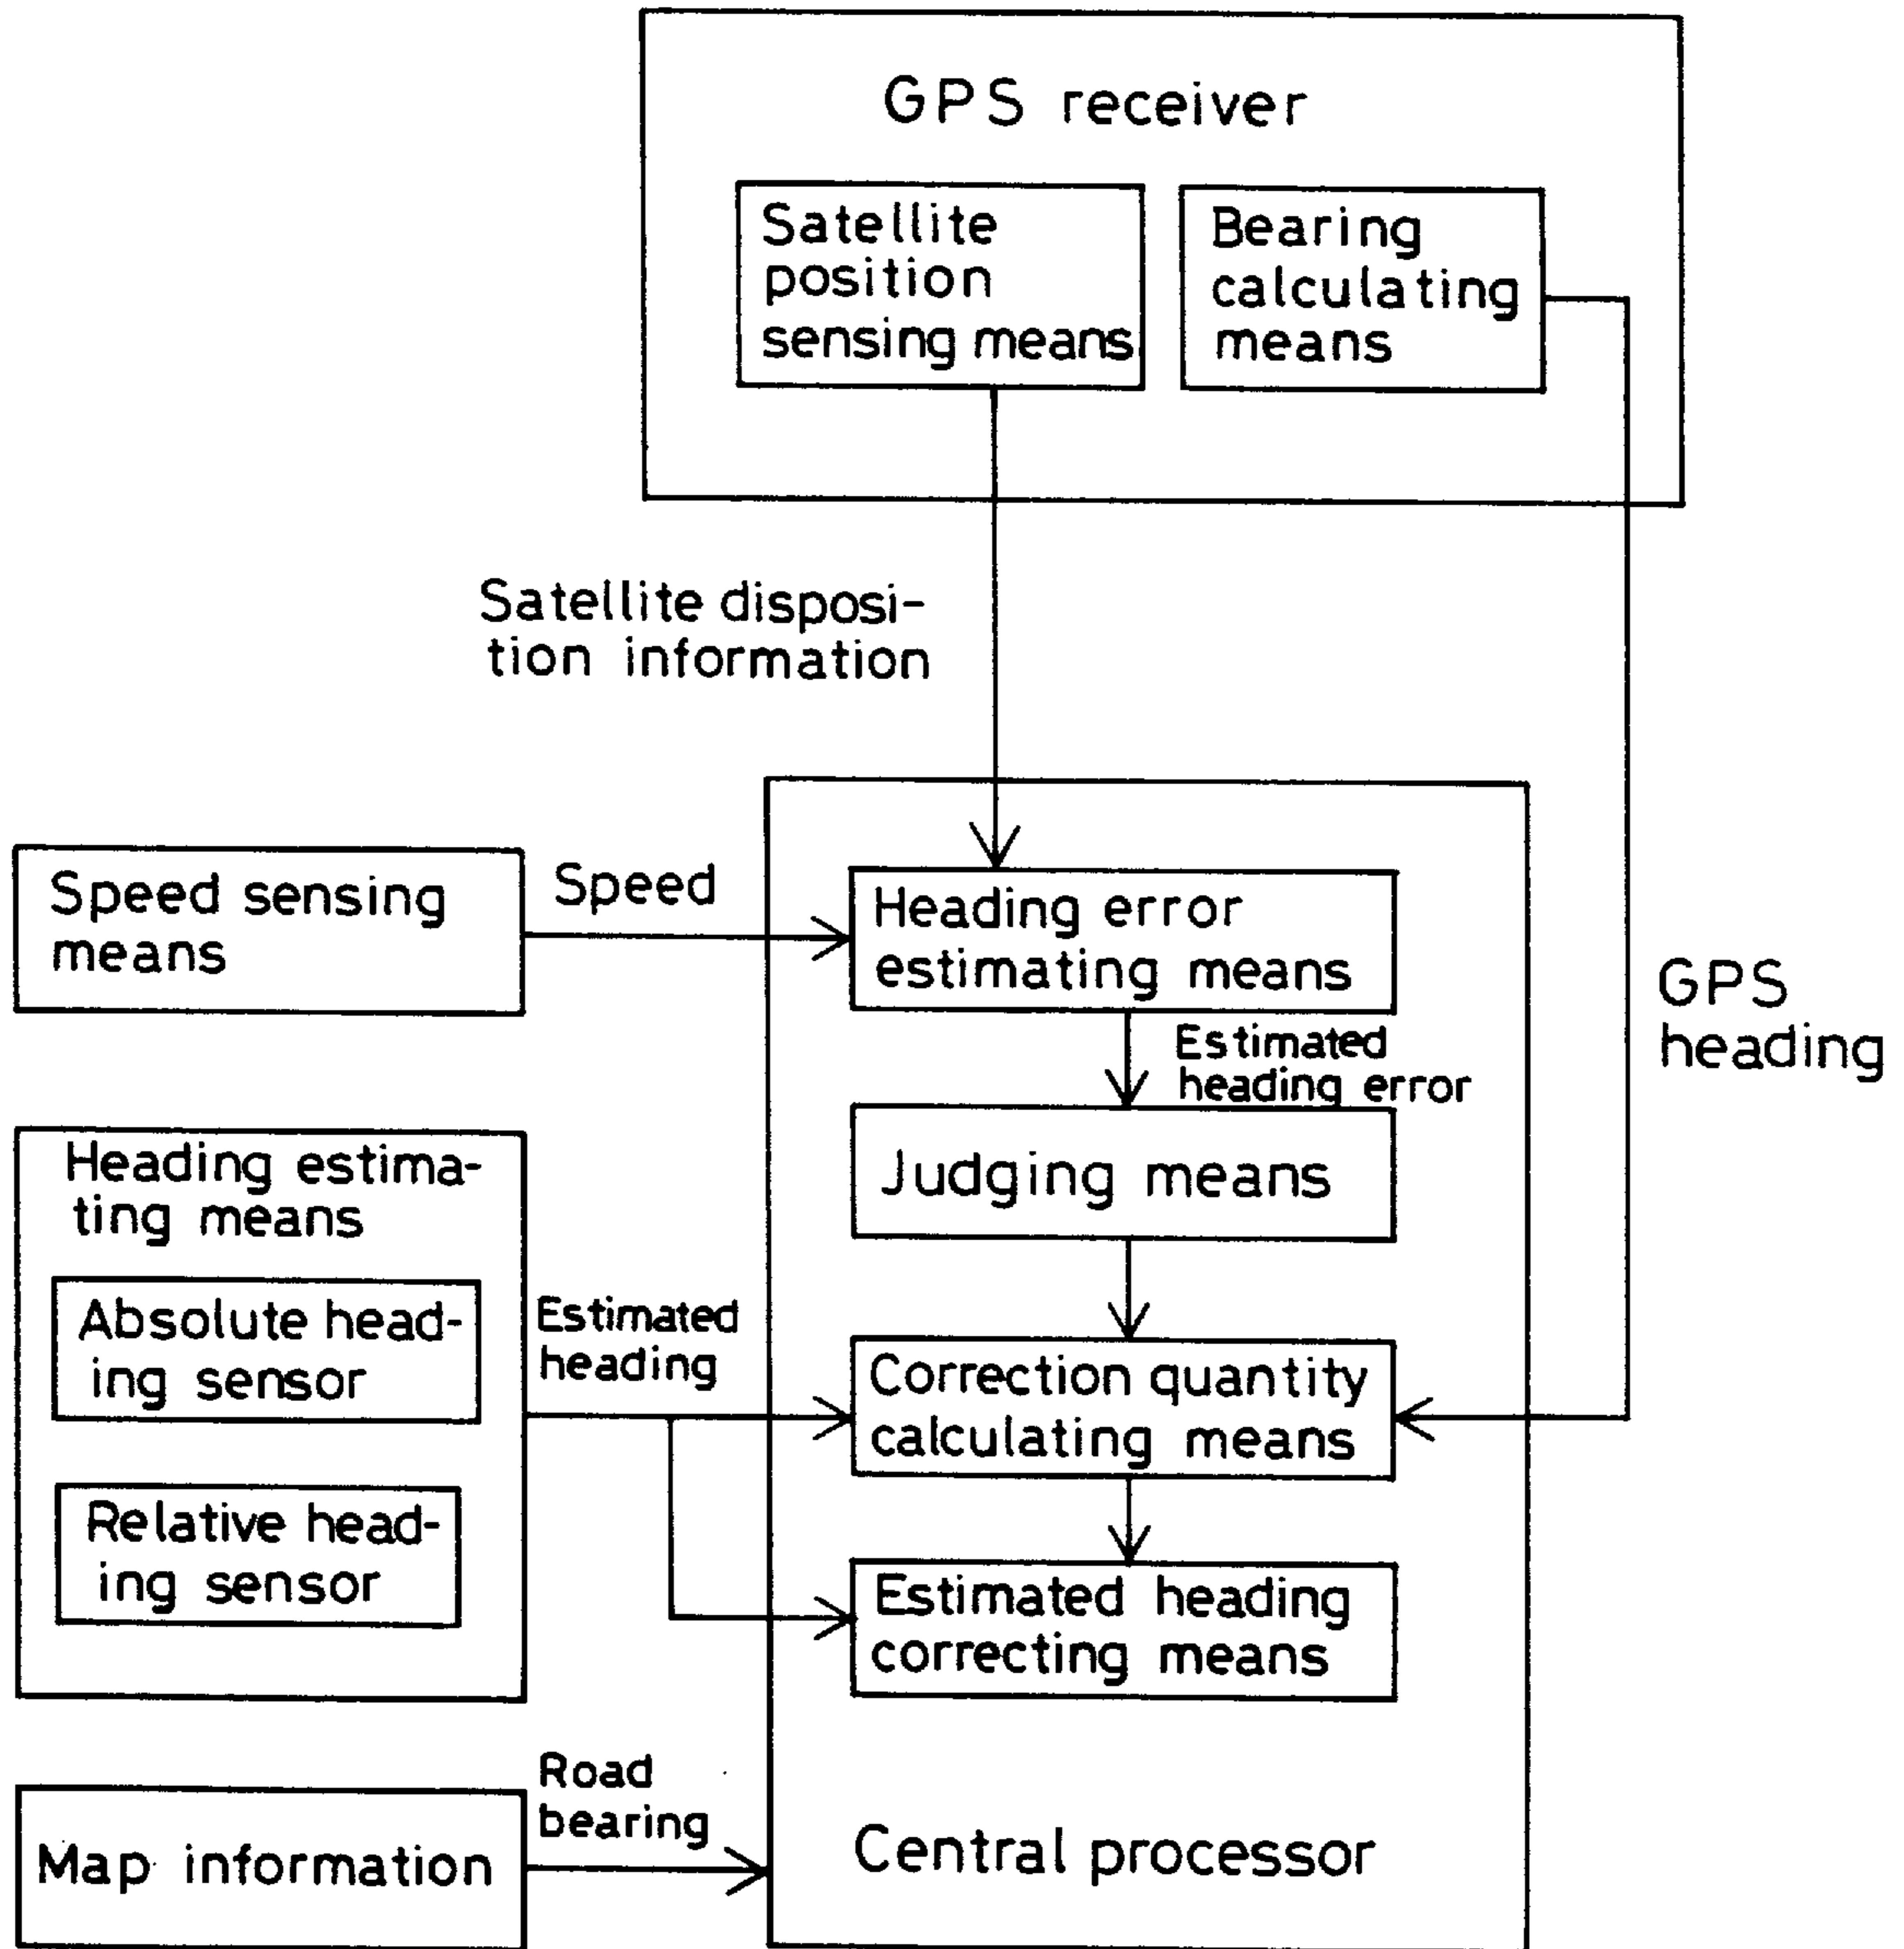 GPS receiver
Satellite
position
sensing means
Bearing
calculating
means
Satellite disposi-
tion information
Speed sensing
means
Speed
Heading error
estimating means
GPS
heading
Estimated
heading error
Judging means
Heading estima-
ting means
Absolute head-
ing sensor
Relative head-
ing sensor
Estimated
heading
Correction quantity
calculating means
Estimated heading
correcting means
Map information
Road
bearing
Central processor